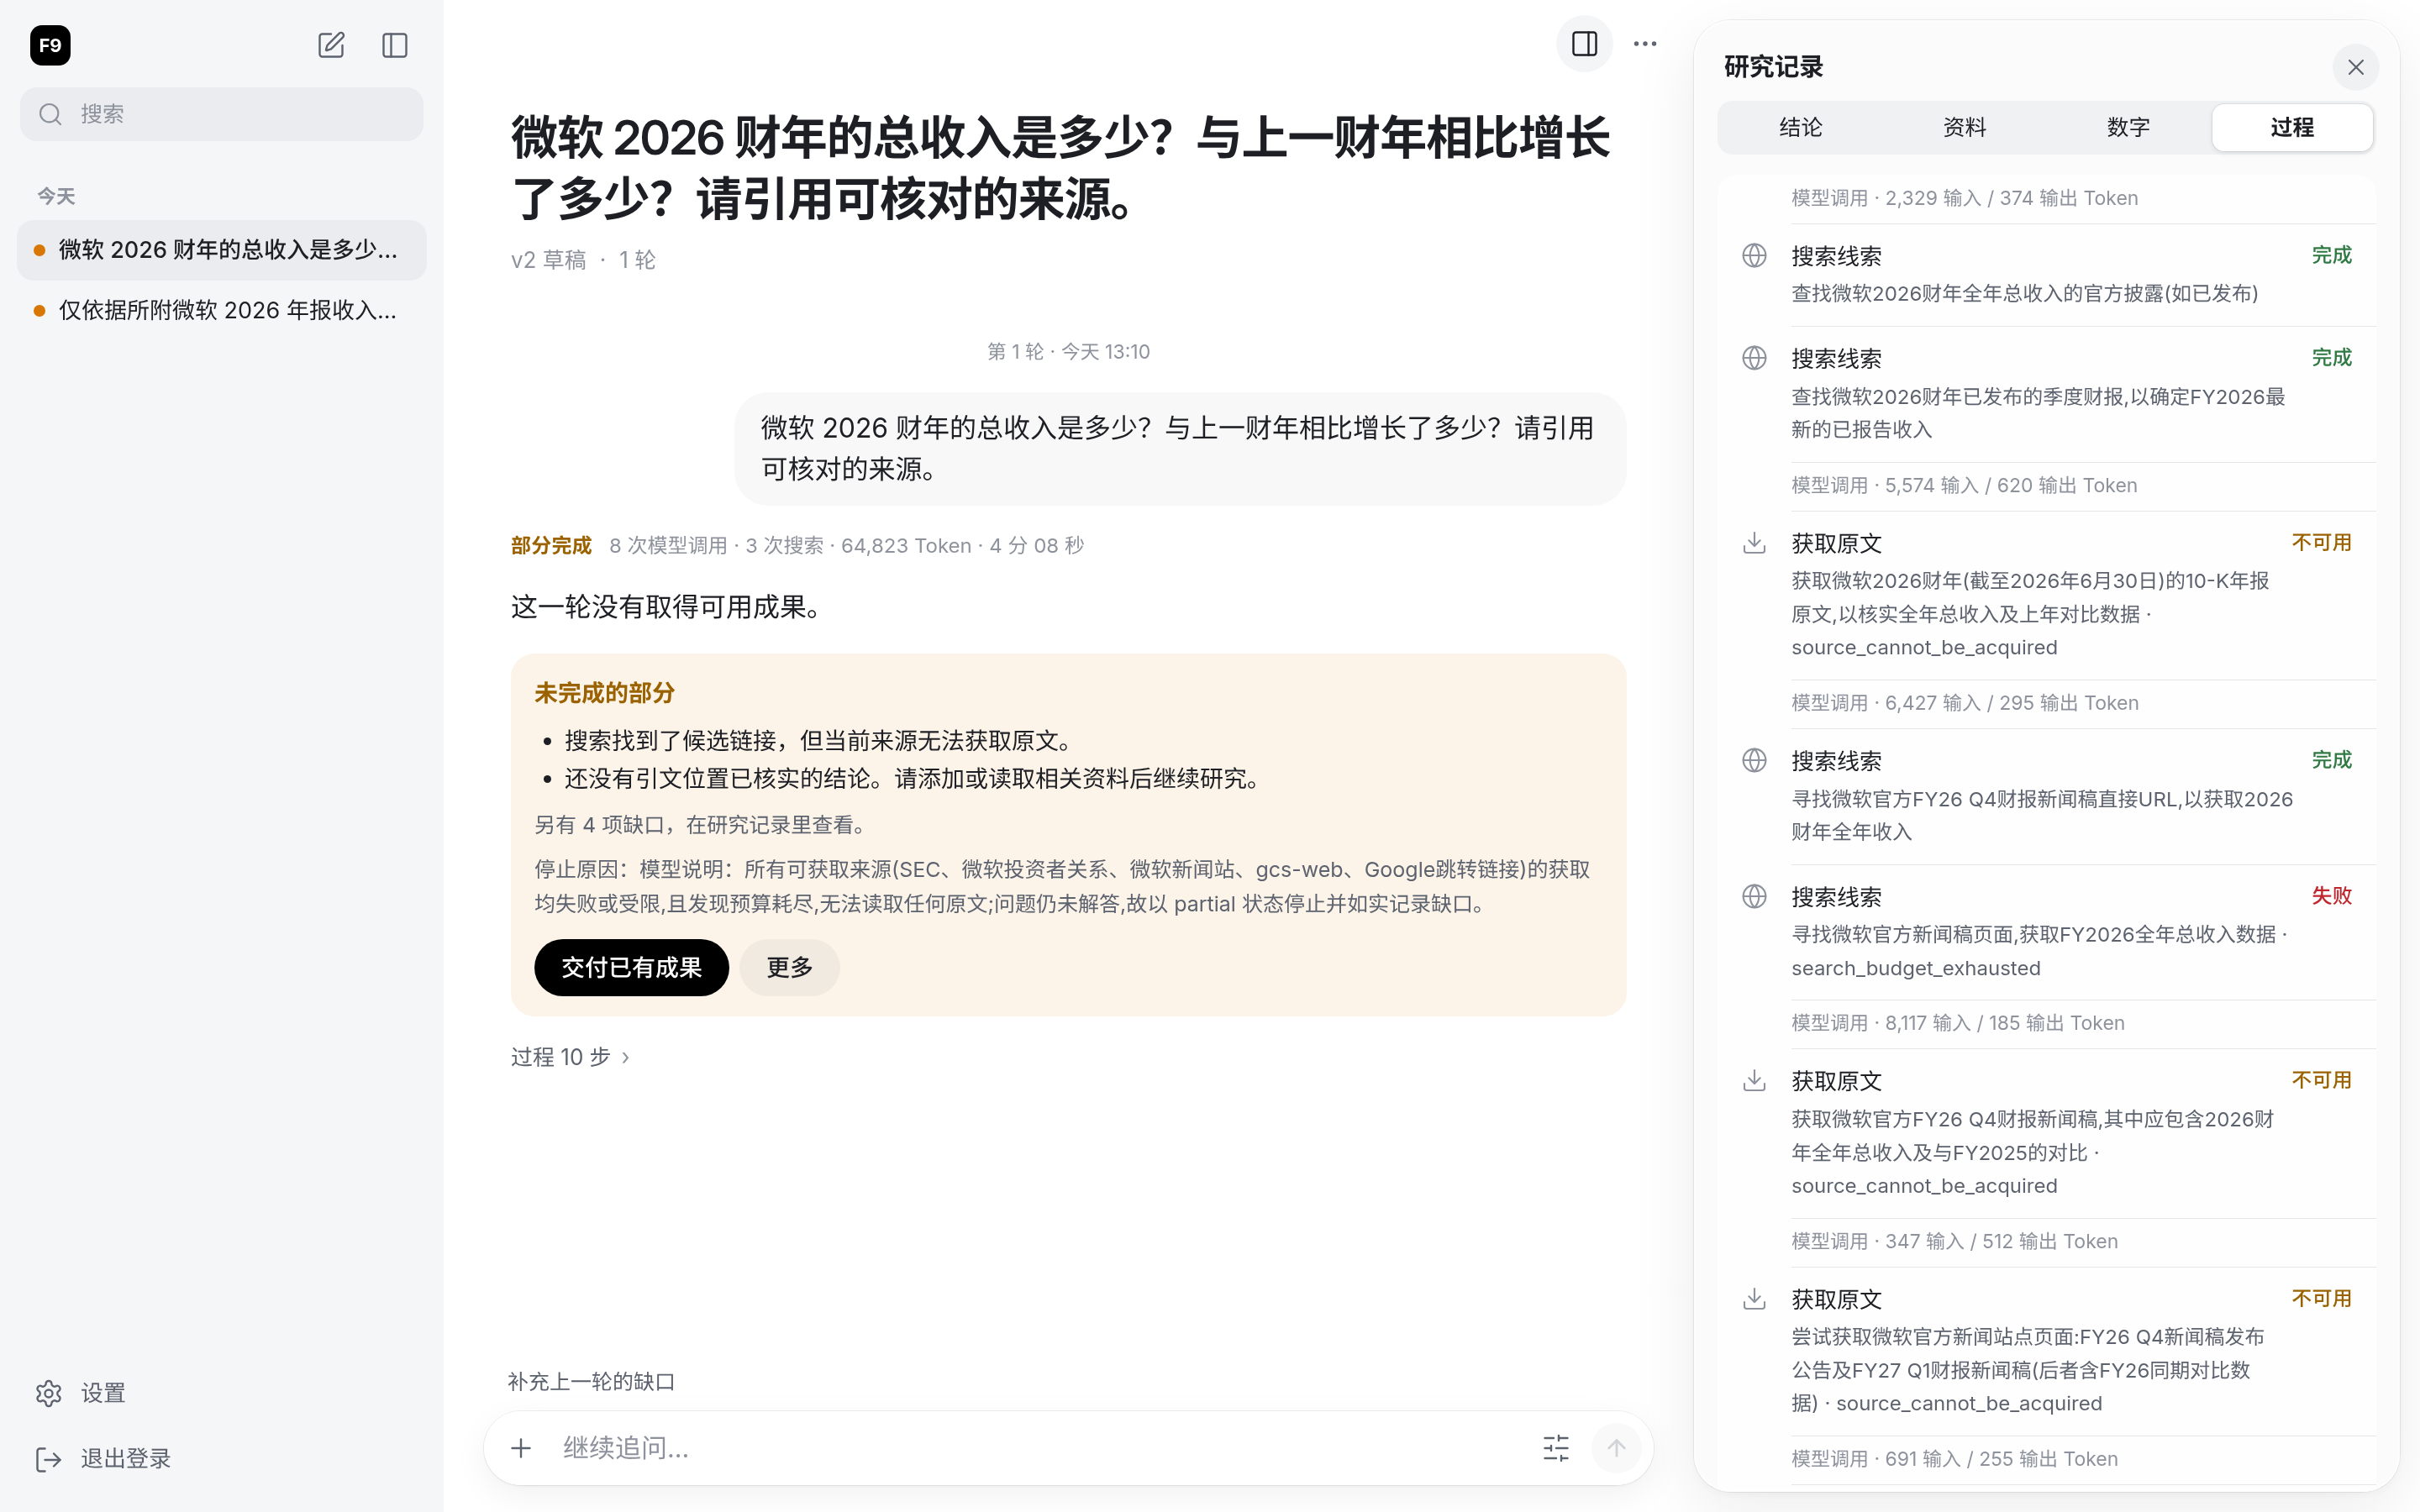 F9
搜索
今天
微软 2026 财年的总收入是多少...
仅依据所附微软 2026 年报收入...
设置
退出登录
微软 2026 财年的总收入是多少？与上一财年相比增长
了多少？请引用可核对的来源。
v2 草稿 · 1 轮
第 1 轮 · 今天 13:10
微软 2026 财年的总收入是多少？与上一财年相比增长了多少？请引用
可核对的来源。
部分完成 8 次模型调用 · 3 次搜索 · 64,823 Token · 4 分 08 秒
这一轮没有取得可用成果。
未完成的部分
• 搜索找到了候选链接，但当前来源无法获取原文。
• 还没有引文位置已核实的结论。请添加或读取相关资料后继续研究。
另有 4 项缺口，在研究记录里查看。
停止原因：模型说明：所有可获取来源(SEC、微软投资者关系、微软新闻站、gcs-web、Google跳转链接)的获取
均失败或受限,且发现预算耗尽,无法读取任何原文;问题仍未解答,故以 partial 状态停止并如实记录缺口。
交付已有成果 更多
过程 10 步 ›
补充上一轮的缺口
继续追问...
研究记录
结论 资料 数字 过程
模型调用 · 2,329 输入 / 374 输出 Token
搜索线索 完成
查找微软2026财年全年总收入的官方披露(如已发布)
搜索线索 完成
查找微软2026财年已发布的季度财报,以确定FY2026最
新的已报告收入
模型调用 · 5,574 输入 / 620 输出 Token
获取原文 不可用
获取微软2026财年(截至2026年6月30日)的10-K年报
原文,以核实全年总收入及上年对比数据 ·
source_cannot_be_acquired
模型调用 · 6,427 输入 / 295 输出 Token
搜索线索 完成
寻找微软官方FY26 Q4财报新闻稿直接URL,以获取2026
财年全年收入
搜索线索 失败
寻找微软官方新闻稿页面,获取FY2026全年总收入数据 ·
search_budget_exhausted
模型调用 · 8,117 输入 / 185 输出 Token
获取原文 不可用
获取微软官方FY26 Q4财报新闻稿,其中应包含2026财
年全年总收入及与FY2025的对比 ·
source_cannot_be_acquired
模型调用 · 347 输入 / 512 输出 Token
获取原文 不可用
尝试获取微软官方新闻站点页面:FY26 Q4新闻稿发布
公告及FY27 Q1财报新闻稿(后者含FY26同期对比数
据) · source_cannot_be_acquired
模型调用 · 691 输入 / 255 输出 Token